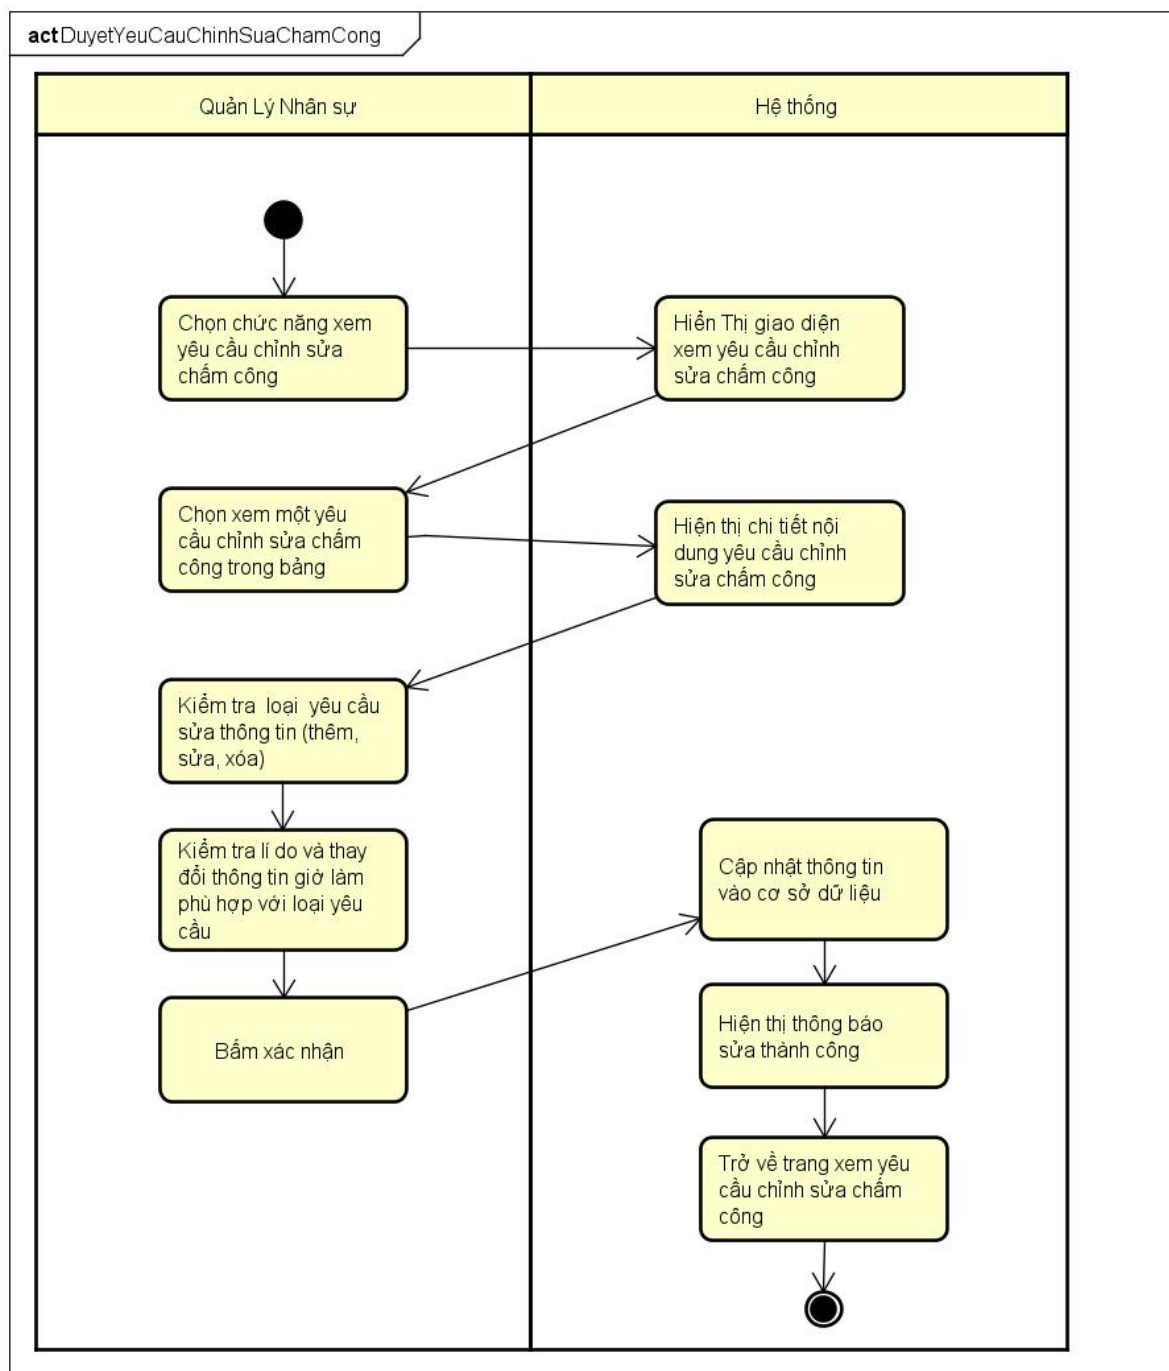 act DuyetYeuCauChinhSuaChamCong
Quản Lý Nhân sự
Hệ thống
Chọn chức năng xem
yêu cầu chỉnh sửa
chấm công
Hiển Thị giao diện
xem yêu cầu chỉnh
sửa chấm công
Chọn xem một yêu
cầu chỉnh sửa chấm
công trong bảng
Hiện thị chi tiết nội
dung yêu cầu chỉnh
sửa chấm công
Kiểm tra loại yêu cầu
sửa thông tin (thêm,
sửa, xóa)
Kiểm tra lí do và thay
đổi thông tin giờ làm
phù hợp với loại yêu
cầu
Bấm xác nhận
Cập nhật thông tin
vào cơ sở dữ liệu
Hiện thị thông báo
sửa thành công
Trở về trang xem yêu
cầu chỉnh sửa chấm
công